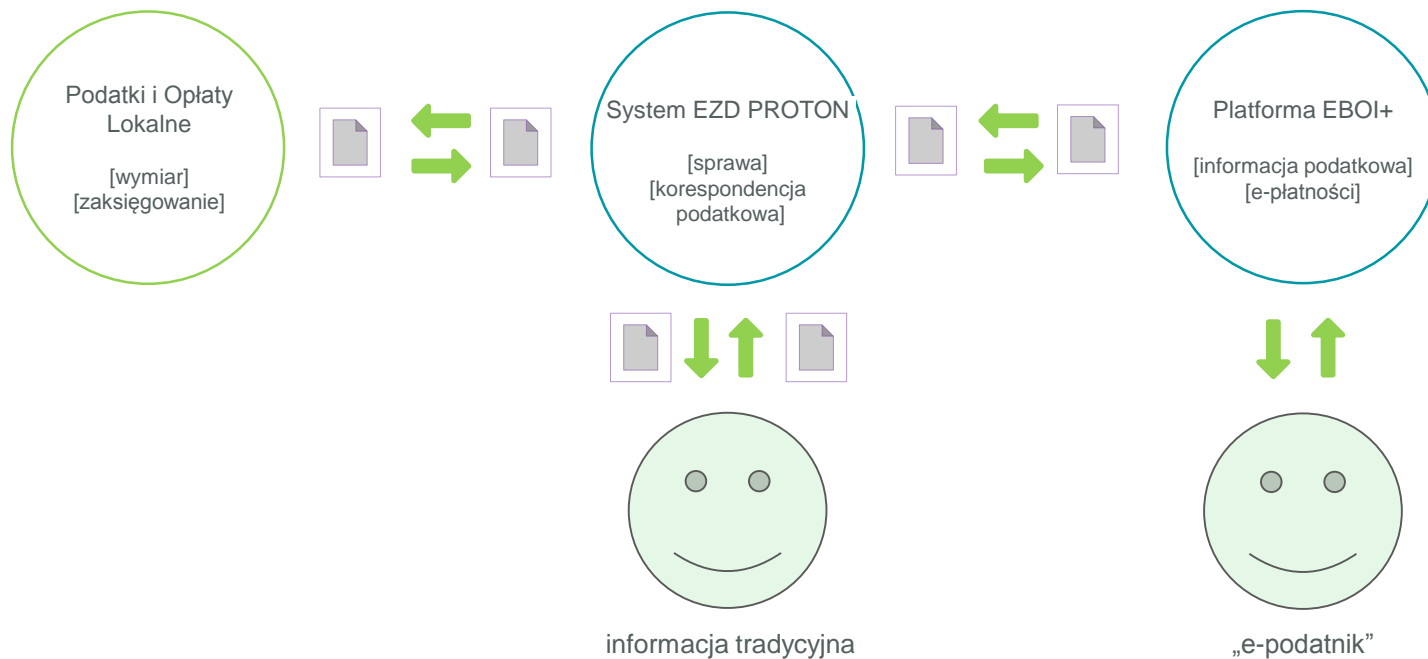 Podatki i Opłaty
Lokalne
[wymiar]
[zaksięgowanie]
System EZD PROTON
[sprawa]
[korespondencja
podatkowa]
Platforma EBOI+
[informacja podatkowa]
[e-płatności]
informacja tradycyjna
„e-podatnik”